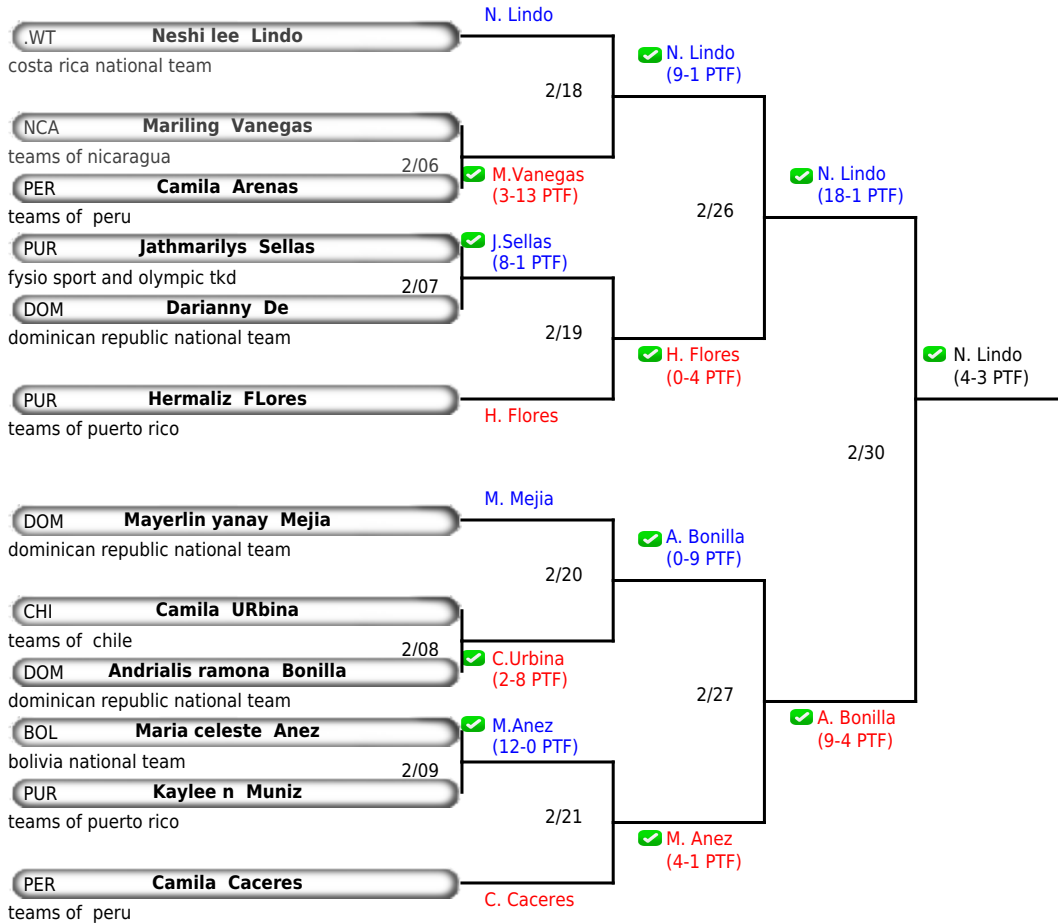 N. Lindo
.WT Neshi lee Lindo
costa rica national team
N. Lindo
(9-1 PTF)
2/18
NCA Mariling Vanegas
teams of nicaragua
2/06
M.Vanegas
(3-13 PTF)
PER Camila Arenas
teams of peru
N. Lindo
(18-1 PTF)
2/26
PUR Jathmarilys Sellas
fysio sport and olympic tkd
J.Sellas
(8-1 PTF)
2/07
DOM Darianny De
dominican republic national team
2/19
H. Flores
(0-4 PTF)
N. Lindo
(4-3 PTF)
PUR Hermaliz FLores
teams of puerto rico
H. Flores
2/30
M. Mejia
DOM Mayerlin yanay Mejia
dominican republic national team
A. Bonilla
(0-9 PTF)
2/20
CHI Camila URbina
teams of chile
2/08
C.Urbina
(2-8 PTF)
DOM Andrialis ramona Bonilla
dominican republic national team
2/27
A. Bonilla
(9-4 PTF)
BOL Maria celeste Anez
bolivia national team
M.Anez
(12-0 PTF)
2/09
PUR Kaylee n Muniz
teams of puerto rico
2/21
M. Anez
(4-1 PTF)
PER Camila Caceres
teams of peru
C. Caceres